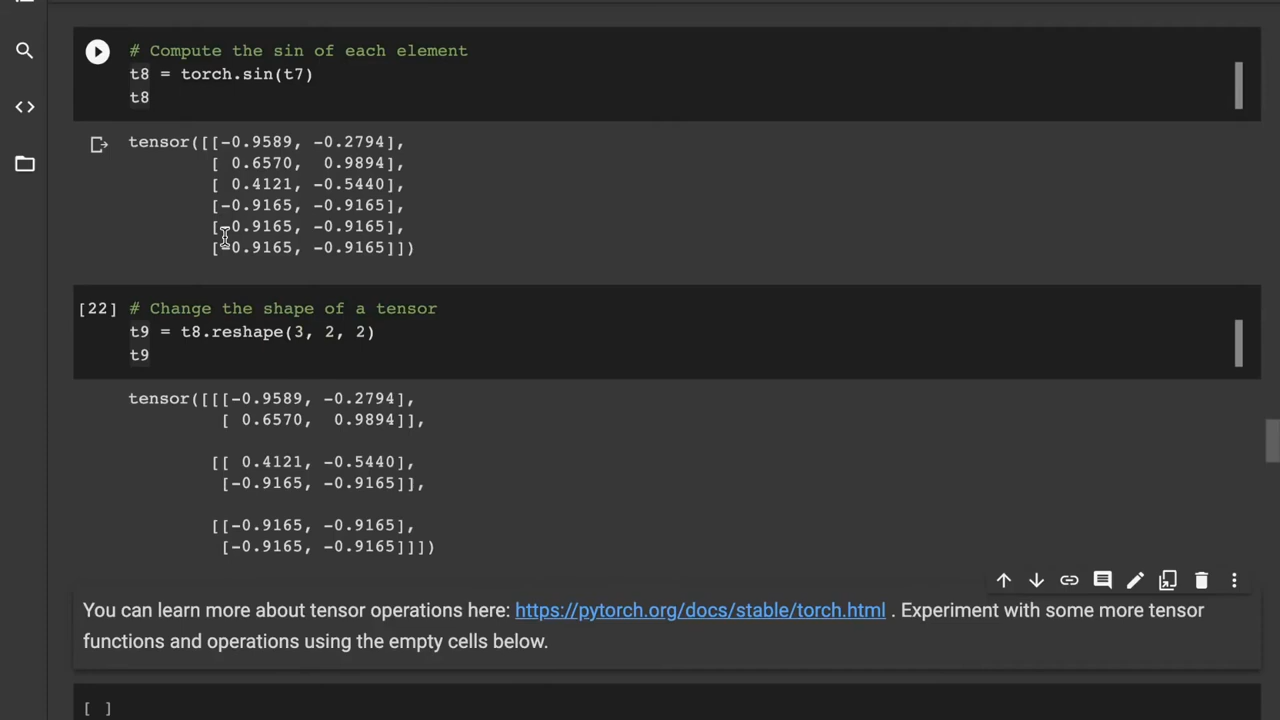 # Compute the sin of each element
t8 = torch.sin(t7)
t8
tensor([[-0.9589, -0.2794],
        [ 0.6570,  0.9894],
        [ 0.4121, -0.5440],
        [-0.9165, -0.9165],
        [-0.9165, -0.9165],
        [-0.9165, -0.9165]])
[22] # Change the shape of a tensor
t9 = t8.reshape(3, 2, 2)
t9
tensor([[[-0.9589, -0.2794],
         [ 0.6570,  0.9894]],
        [[ 0.4121, -0.5440],
         [-0.9165, -0.9165]],
        [[-0.9165, -0.9165],
         [-0.9165, -0.9165]]])
You can learn more about tensor operations here: https://pytorch.org/docs/stable/torch.html . Experiment with some more tensor
functions and operations using the empty cells below.
[ ]